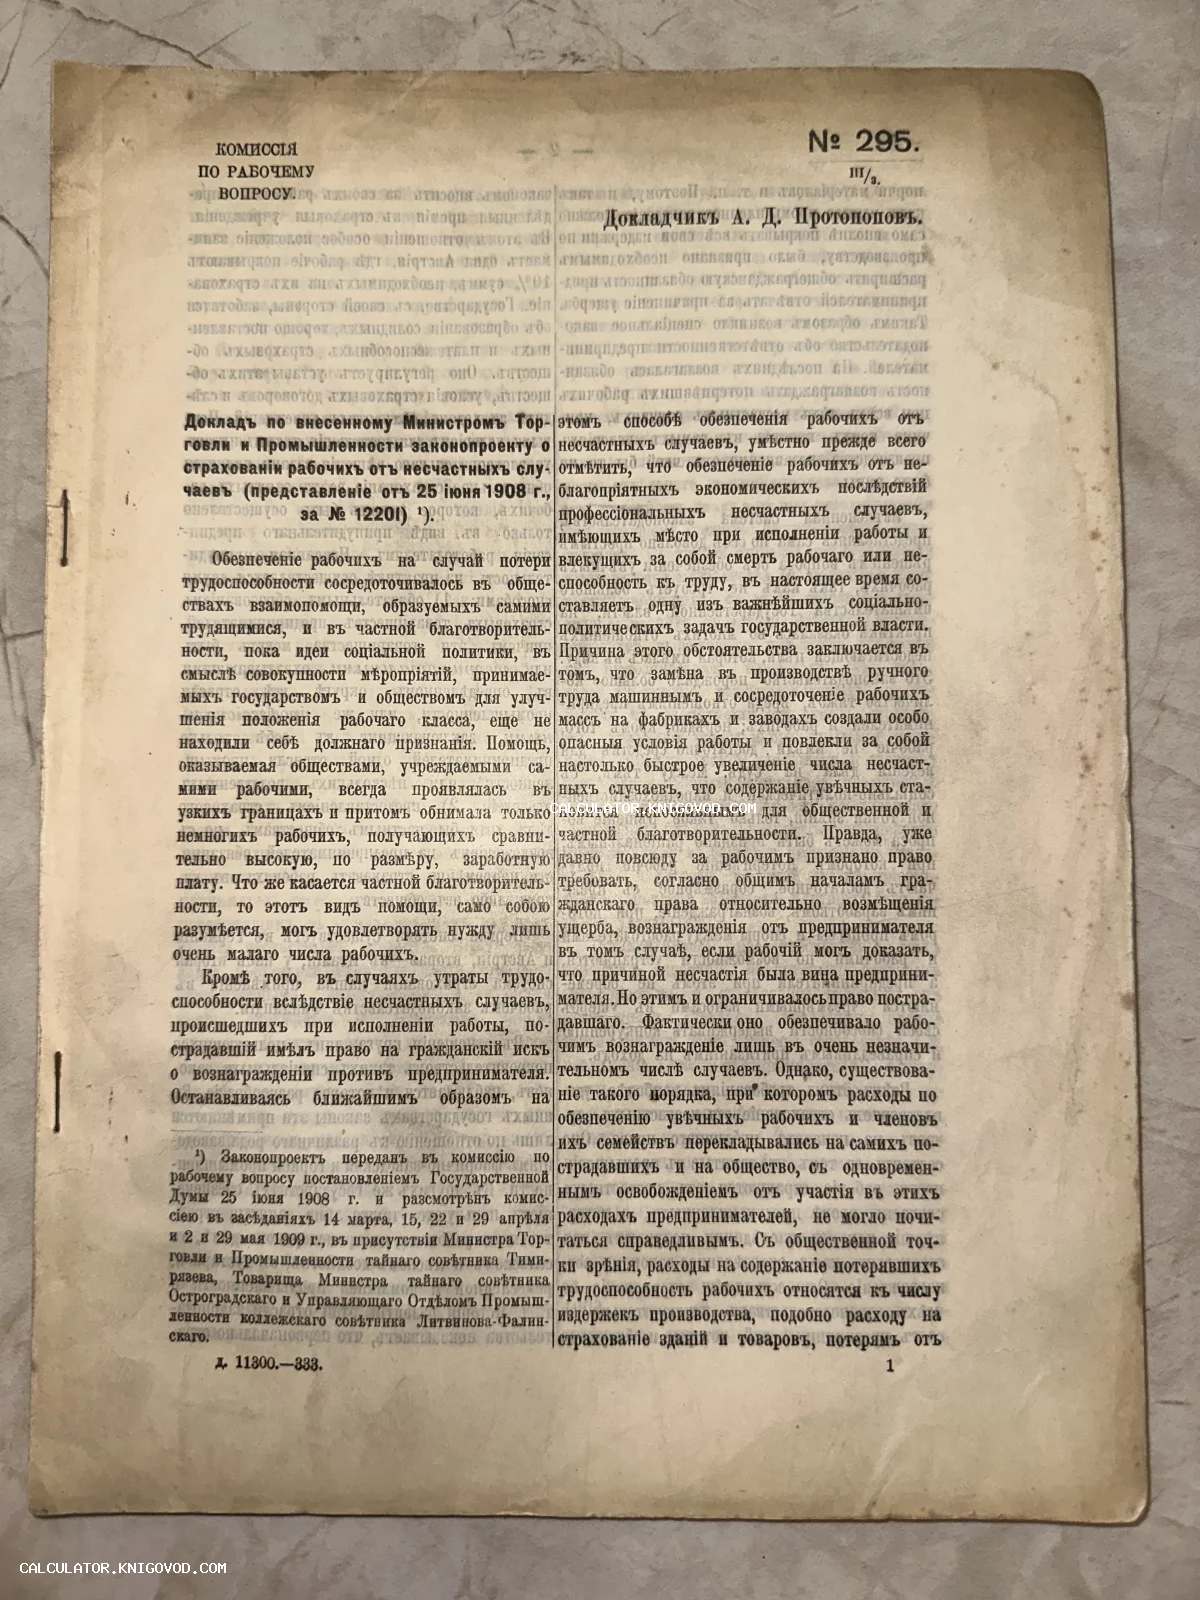 КОМИССІЯ
ПО РАБОЧЕМУ
ВОПРОСУ.
№ 295.
III/3.
Докладчикъ А. Д. Протопоповъ.
Докладъ по внесенному Министромъ Тор-
говли и Промышленности законопроекту о
страхованіи рабочихъ отъ несчастныхъ слу-
чаевъ (представленіе отъ 25 іюня 1908 г.,
за № 12201) ¹).
Обезпеченіе рабочихъ на случай потери
трудоспособности сосредоточивалось въ обще-
ствахъ взаимопомощи, образуемыхъ самими
трудящимися, и въ частной благотворитель-
ности, пока идеи соціальной политики, въ
смыслѣ совокупности мѣропріятій, принимае-
мыхъ государствомъ и обществомъ для улуч-
шенія положенія рабочаго класса, еще не
находили себѣ должнаго признанія. Помощь,
оказываемая обществами, учреждаемыми са-
мими рабочими, всегда проявлялась въ
узкихъ границахъ и притомъ обнимала только
немногихъ рабочихъ, получающихъ сравни-
тельно высокую, по размѣру, заработную
плату. Что же касается частной благотворитель-
ности, то этотъ видъ помощи, само собою
разумѣется, могъ удовлетворять нужду лишь
очень малаго числа рабочихъ.
Кромѣ того, въ случаяхъ утраты трудо-
способности вслѣдствіе несчастныхъ случаевъ,
происшедшихъ при исполненіи работы, по-
страдавшій имѣлъ право на гражданскій искъ
о вознагражденіи противъ предпринимателя.
Останавливаясь ближайшимъ образомъ на
¹) Законопроектъ переданъ въ комиссію по
рабочему вопросу постановленіемъ Государственной
Думы 25 іюня 1908 г. и разсмотрѣнъ комис-
сіею въ засѣданіяхъ 14 марта, 15, 22 и 29 апрѣля
и 2 и 29 мая 1909 г., въ присутствіи Министра Тор-
говли и Промышленности тайнаго совѣтника Тими-
рязева, Товарища Министра тайнаго совѣтника
Остроградскаго и Управляющаго Отдѣломъ Промыш-
ленности коллежскаго совѣтника Литвинова-Фалин-
скаго.
д. 11300.—333.
этомъ способѣ обезпеченія рабочихъ отъ
несчастныхъ случаевъ, умѣстно прежде всего
отмѣтить, что обезпеченіе рабочихъ отъ не-
благопріятныхъ экономическихъ послѣдствій
профессіональныхъ несчастныхъ случаевъ,
имѣющихъ мѣсто при исполненіи работы и
влекущихъ за собой смерть рабочаго или не-
способность къ труду, въ настоящее время со-
ставляетъ одну изъ важнѣйшихъ соціально-
политическихъ задачъ государственной власти.
Причина этого обстоятельства заключается въ
томъ, что замѣна въ производствѣ ручного
труда машиннымъ и сосредоточеніе рабочихъ
массъ на фабрикахъ и заводахъ создали особо
опасныя условія работы и повлекли за собой
настолько быстрое увеличеніе числа несчаст-
ныхъ случаевъ, что содержаніе увѣчныхъ ста-
новится для общественной и
частной благотворительности. Правда, уже
давно повсюду за рабочимъ признано право
требовать, согласно общимъ началамъ гра-
жданскаго права относительно возмѣщенія
ущерба, вознагражденія отъ предпринимателя
въ томъ случаѣ, если рабочій могъ доказать,
что причиной несчастія была вина предприни-
мателя. Но этимъ и ограничивалось право постра-
давшаго. Фактически оно обезпечивало рабо-
чимъ вознагражденіе лишь въ очень незначи-
тельномъ числѣ случаевъ. Однако, существова-
ніе такого порядка, при которомъ расходы по
обезпеченію увѣчныхъ рабочихъ и членовъ
ихъ семействъ перекладывались на самихъ по-
страдавшихъ и на общество, съ одновремен-
нымъ освобожденіемъ отъ участія въ этихъ
расходахъ предпринимателей, не могло почи-
таться справедливымъ. Съ общественной точ-
ки зрѣнія, расходы на содержаніе потерявшихъ
трудоспособность рабочихъ относятся къ числу
издержекъ производства, подобно расходу на
страхованіе зданій и товаровъ, потерямъ отъ
1
CALCULATOR.KNIGOVOD.COM
CALCULATOR.KNIGOVOD.COM